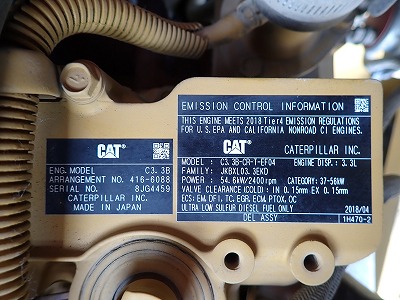 CAT®
ENG. MODEL C3.3B
ARRANGEMENT NO. 416-6088
SERIAL NO. 8JG4459
CATERPILLAR INC.
MADE IN JAPAN
EMISSION CONTROL INFORMATION
THIS ENGINE MEETS 2018 Tier4 EMISSION REGULATIONS
FOR U.S. EPA AND CALIFORNIA NONROAD CI ENGINES.
CAT® CATERPILLAR INC.
MODEL : C3.3B-CR-T-EF04 ENGINE DISP.: 3.3L
FAMILY: JKBXL03.3EKD
POWER : 54.6kW/2400rpm CATEGORY: 37-56kW
VALVE CLEARANCE(COLD): IN 0.15mm EX 0.15mm
ECS: EM, DFI, TC, EGR, ECM, PTOX, OC
ULTRA LOW SULFUR DIESEL FUEL ONLY 2018/04
DEL ASSY 1H470-2